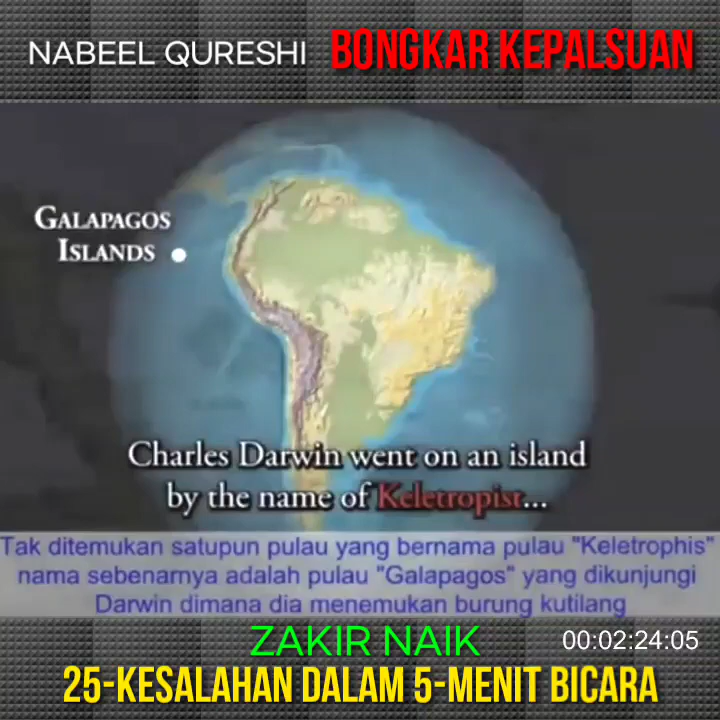 NABEEL QURESHI BONGKAR KEPALSUAN
GALAPAGOS
ISLANDS
Charles Darwin went on an island
by the name of Keletropist...
Tak ditemukan satupun pulau yang bernama pulau "Keletrophis"
nama sebenarnya adalah pulau "Galapagos" yang dikunjungi
Darwin dimana dia menemukan burung kutilang
ZAKIR NAIK 00:02:24:05
25-KESALAHAN DALAM 5-MENIT BICARA